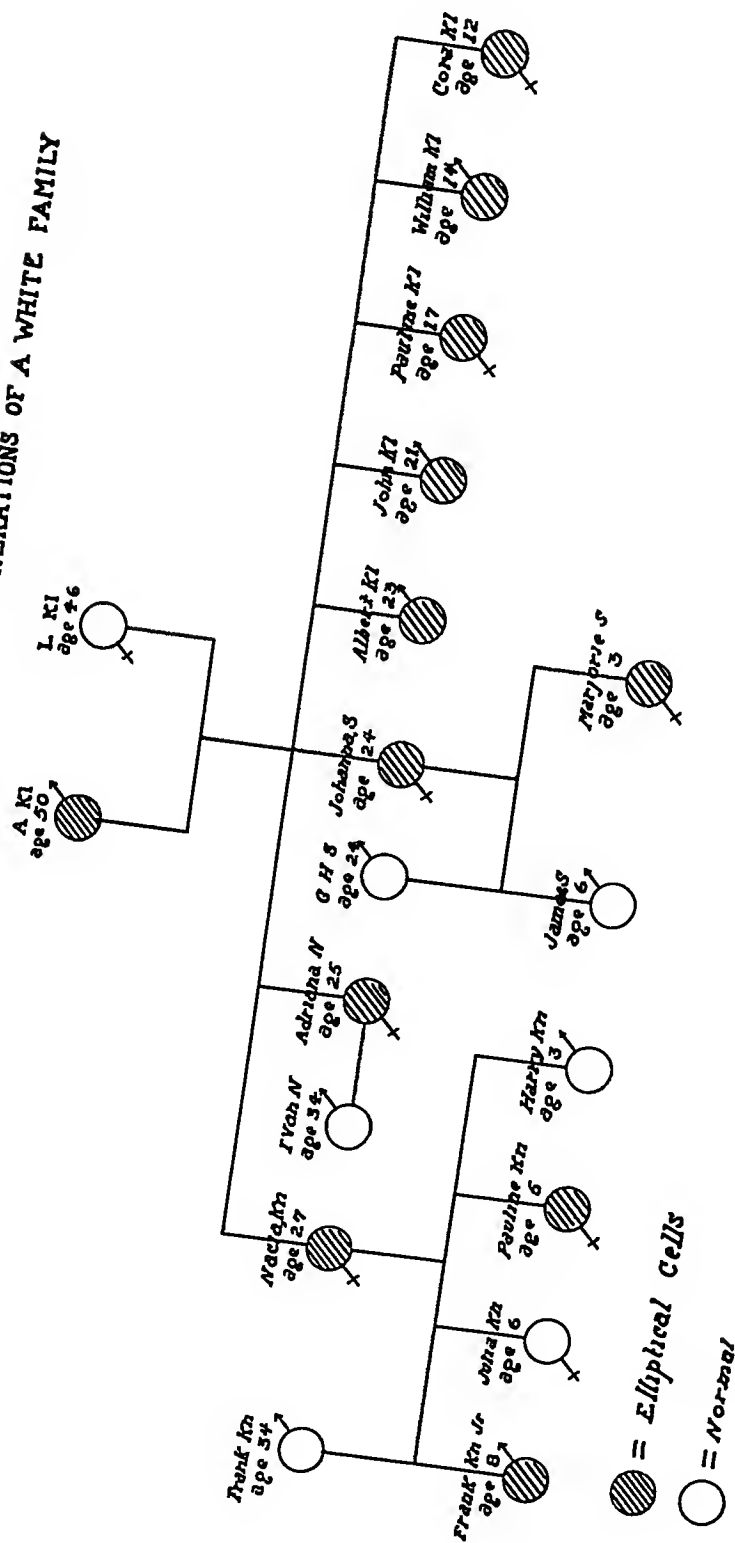 NERATIONS OF A WHITE FAMILY
A Kl
age 50
L Kl
age 46
Kn
age 27
Adriana N
age 25
Ivan N
age 34
Johanna S
age 24
G H S
age 24
Albert Kl
age 23
John Kl
age 21
Pauline Kl
age 17
William Kl
age 14
Cora Kl
age 12
Frank Kn
age 34
Frank Kn Jr
age 8
Kn
age 6
Pauline Kn
age 6
Harry Kn
age 3
James S
age 6
Marjorie S
age 3
= Elliptical Cells
= Normal